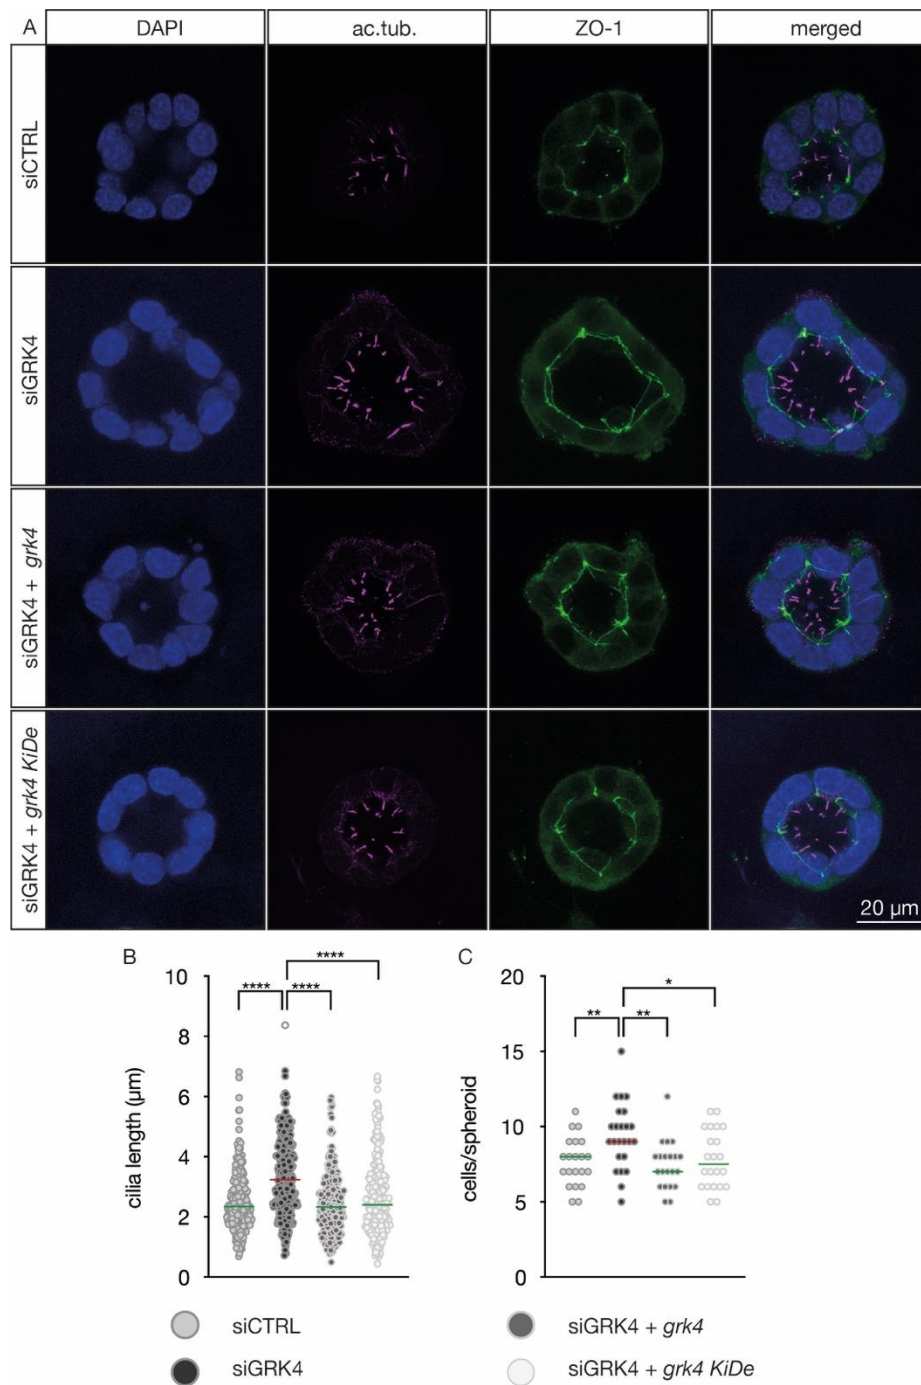 A
DAPI
ac.tub.
ZO-1
merged
siCTRL
siGRK4
siGRK4 + grk4
siGRK4 + grk4 KiDe
20 µm
B
cilia length (µm)
10
8
6
4
2
0
****
****
****
C
cells/spheroid
20
15
10
5
0
**
**
*
siCTRL
siGRK4 + grk4
siGRK4
siGRK4 + grk4 KiDe